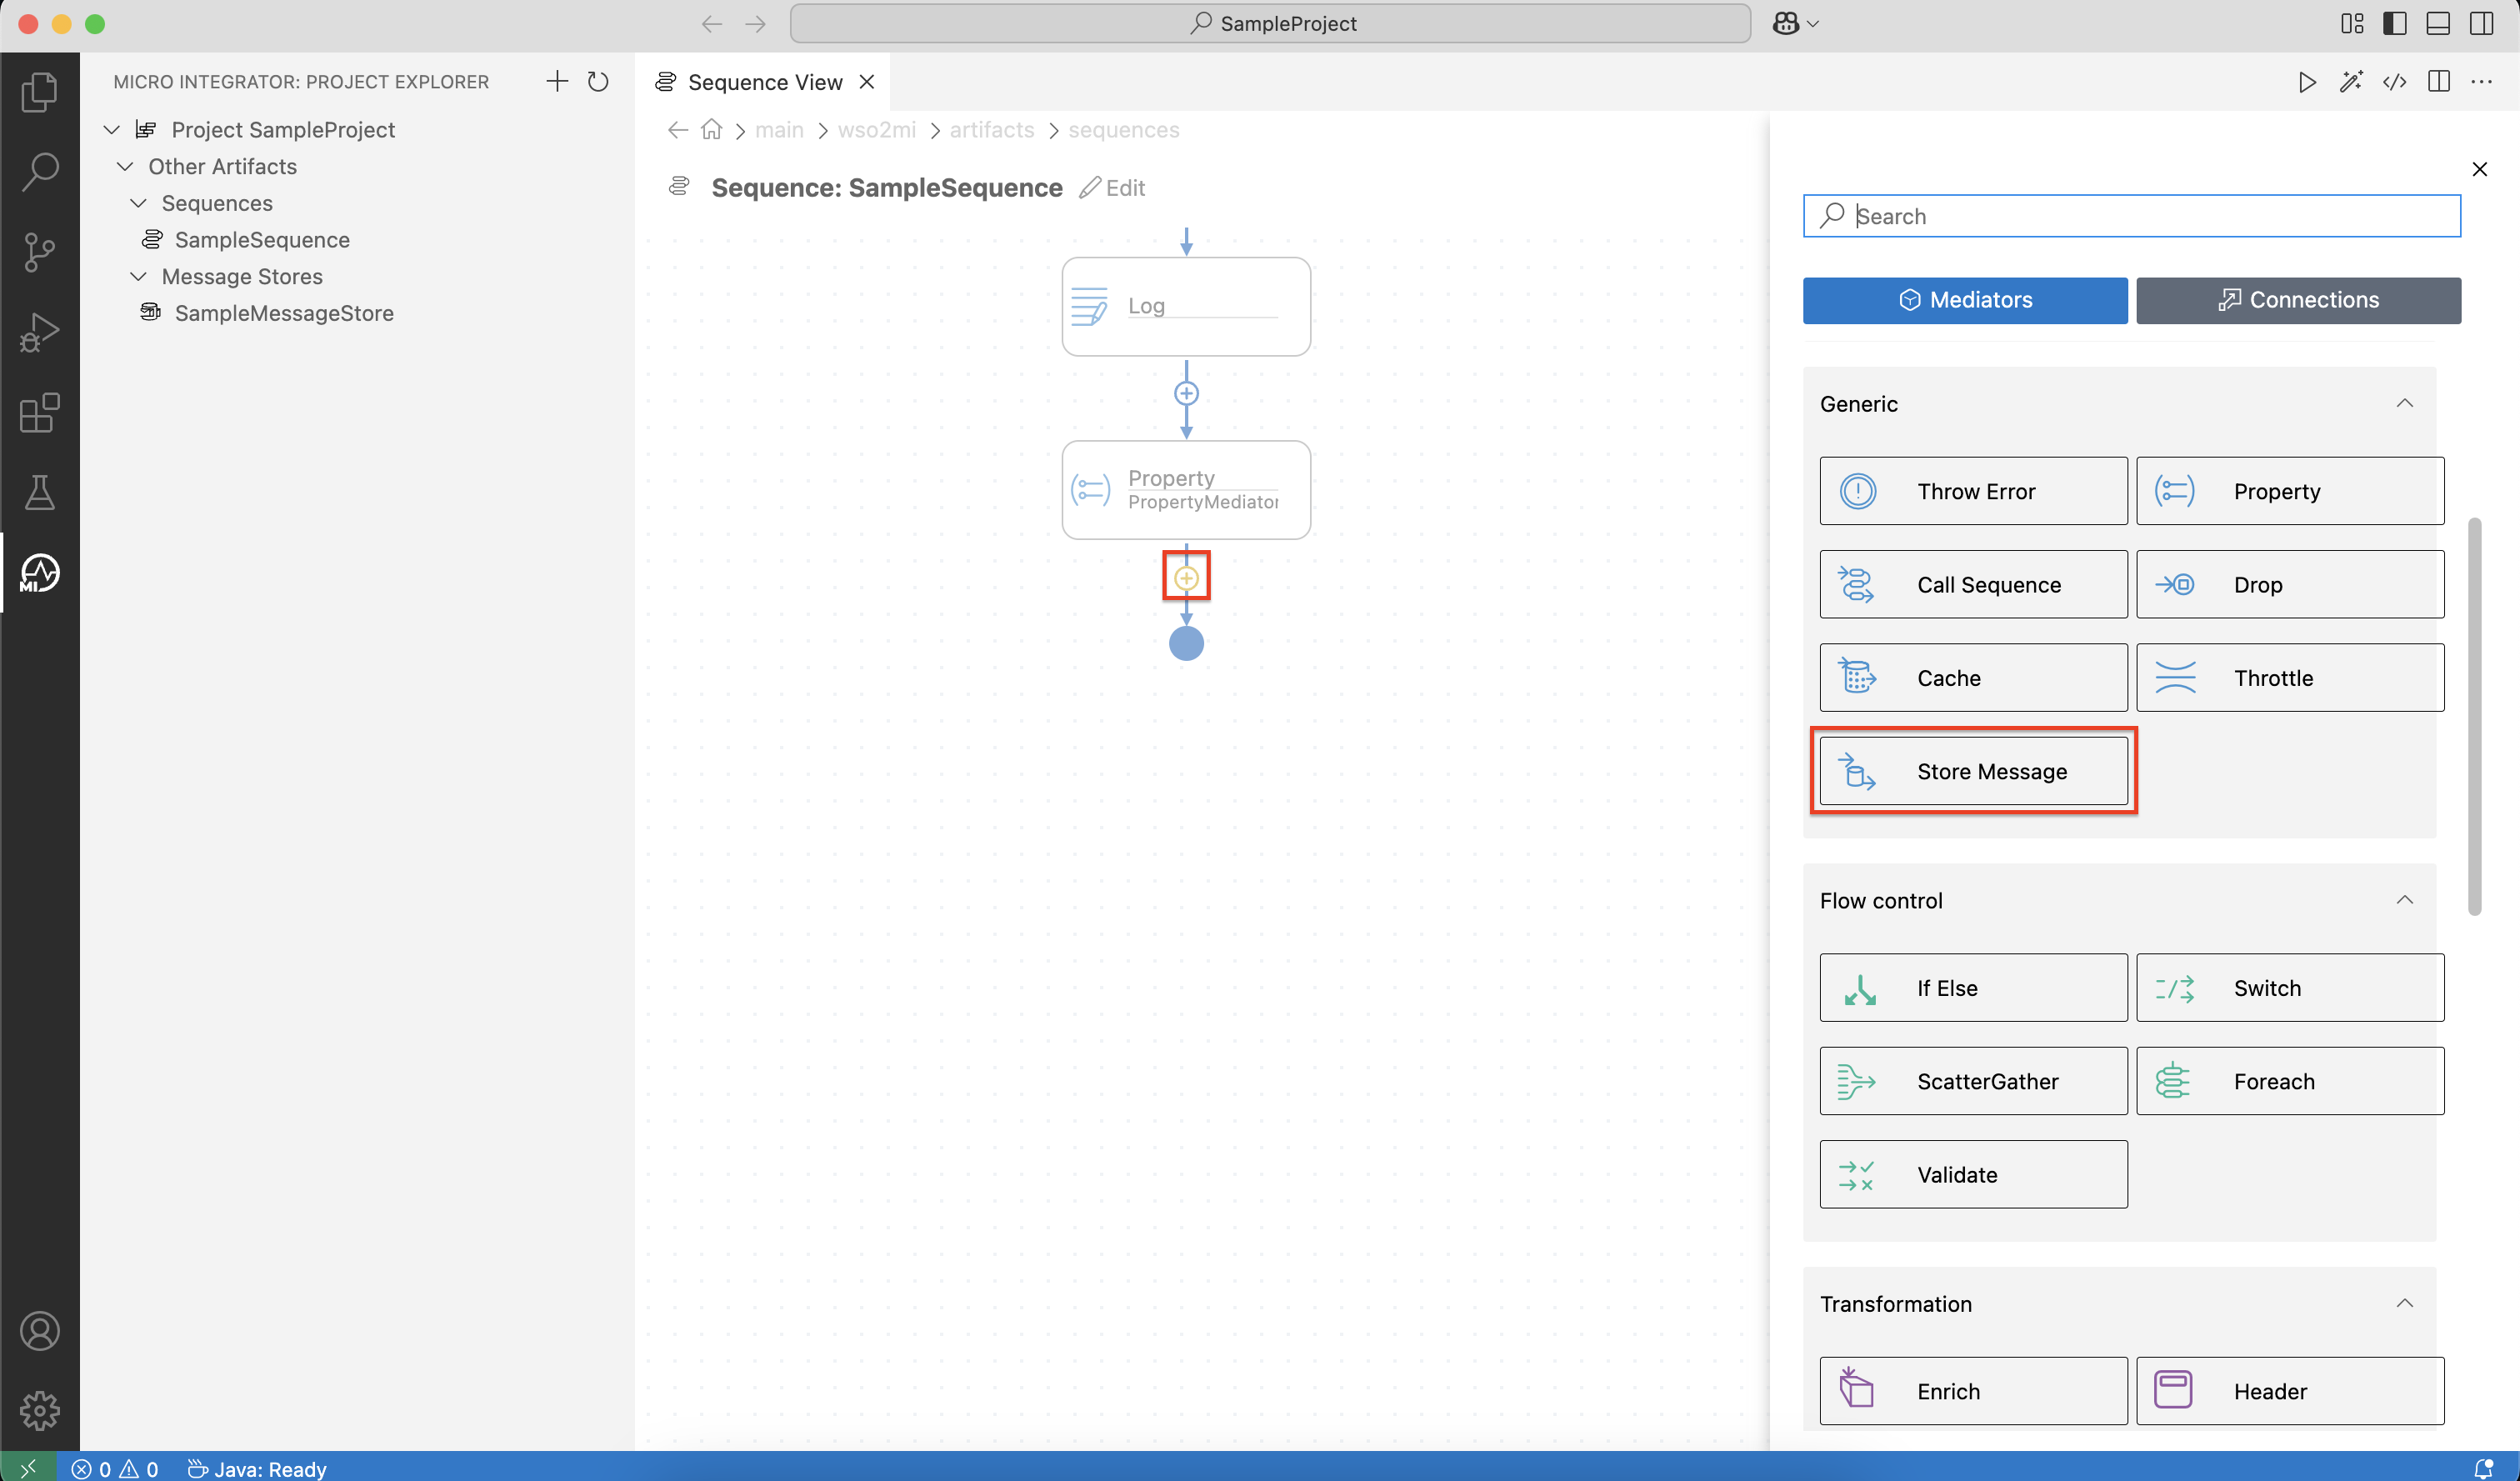 SampleProject
MICRO INTEGRATOR: PROJECT EXPLORER
Project SampleProject
Other Artifacts
Sequences
SampleSequence
Message Stores
SampleMessageStore
MI
Sequence View
main
wso2mi
artifacts
sequences
Sequence: SampleSequence
Edit
Log
Property
PropertyMediator
Search
Mediators
Connections
Generic
Throw Error
Property
Call Sequence
Drop
Cache
Throttle
Store Message
Flow control
If Else
Switch
ScatterGather
Foreach
Validate
Transformation
Enrich
Header
0
0
Java: Ready